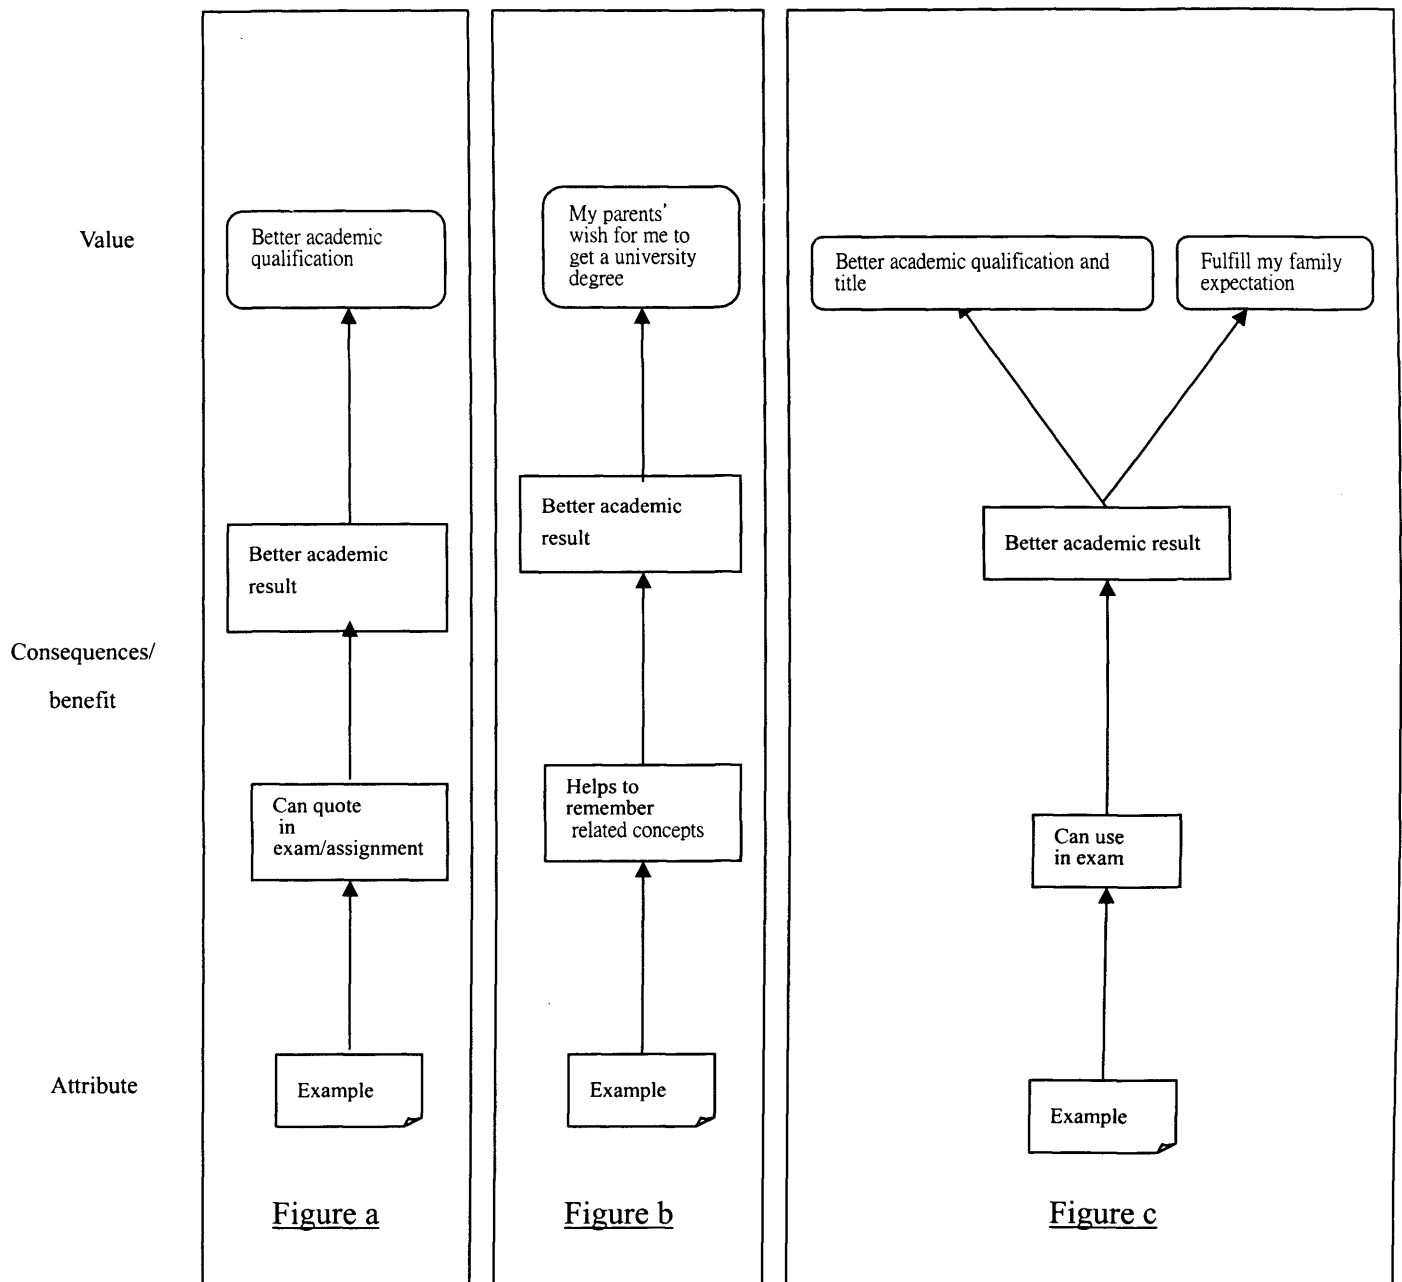 Value
Better academic
qualification
My parents'
wish for me to
get a university
degree
Better academic qualification and
title
Fulfill my family
expectation
Better academic
result
Better academic
result
Better academic result
Consequences/
benefit
Can quote
in
exam/assignment
Helps to
remember
related concepts
Can use
in exam
Attribute
Example
Example
Example
Figure a
Figure b
Figure c